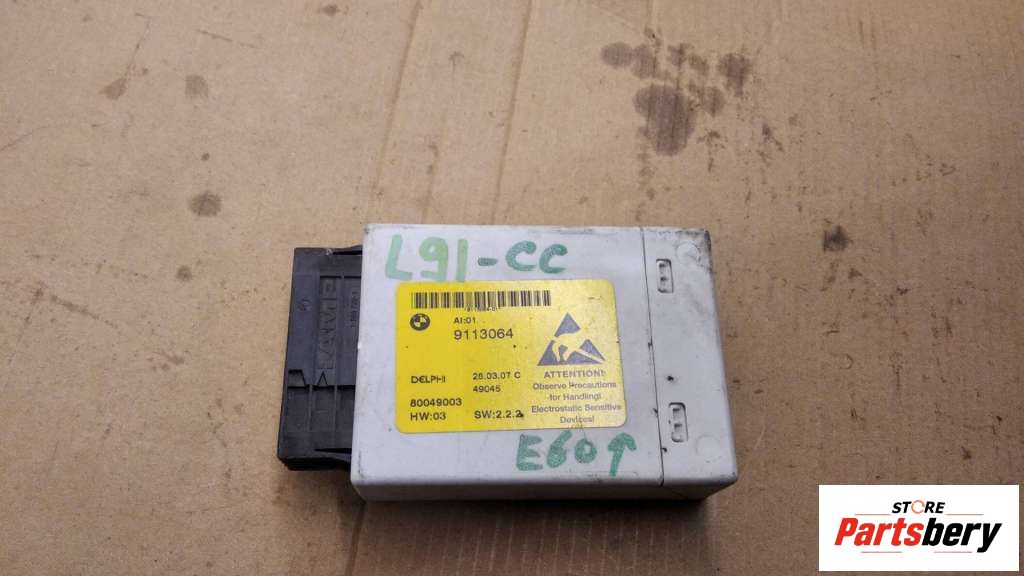 L91-CC
AI:01
9113064
DELPHI-II 28.03.07 C
49045
80049003
HW:03 SW:2.2.2
ATTENTION!
Observe Precautions
for Handling!
Electrostatic Sensitive
Devices!
E60↑
STORE
Partsbery